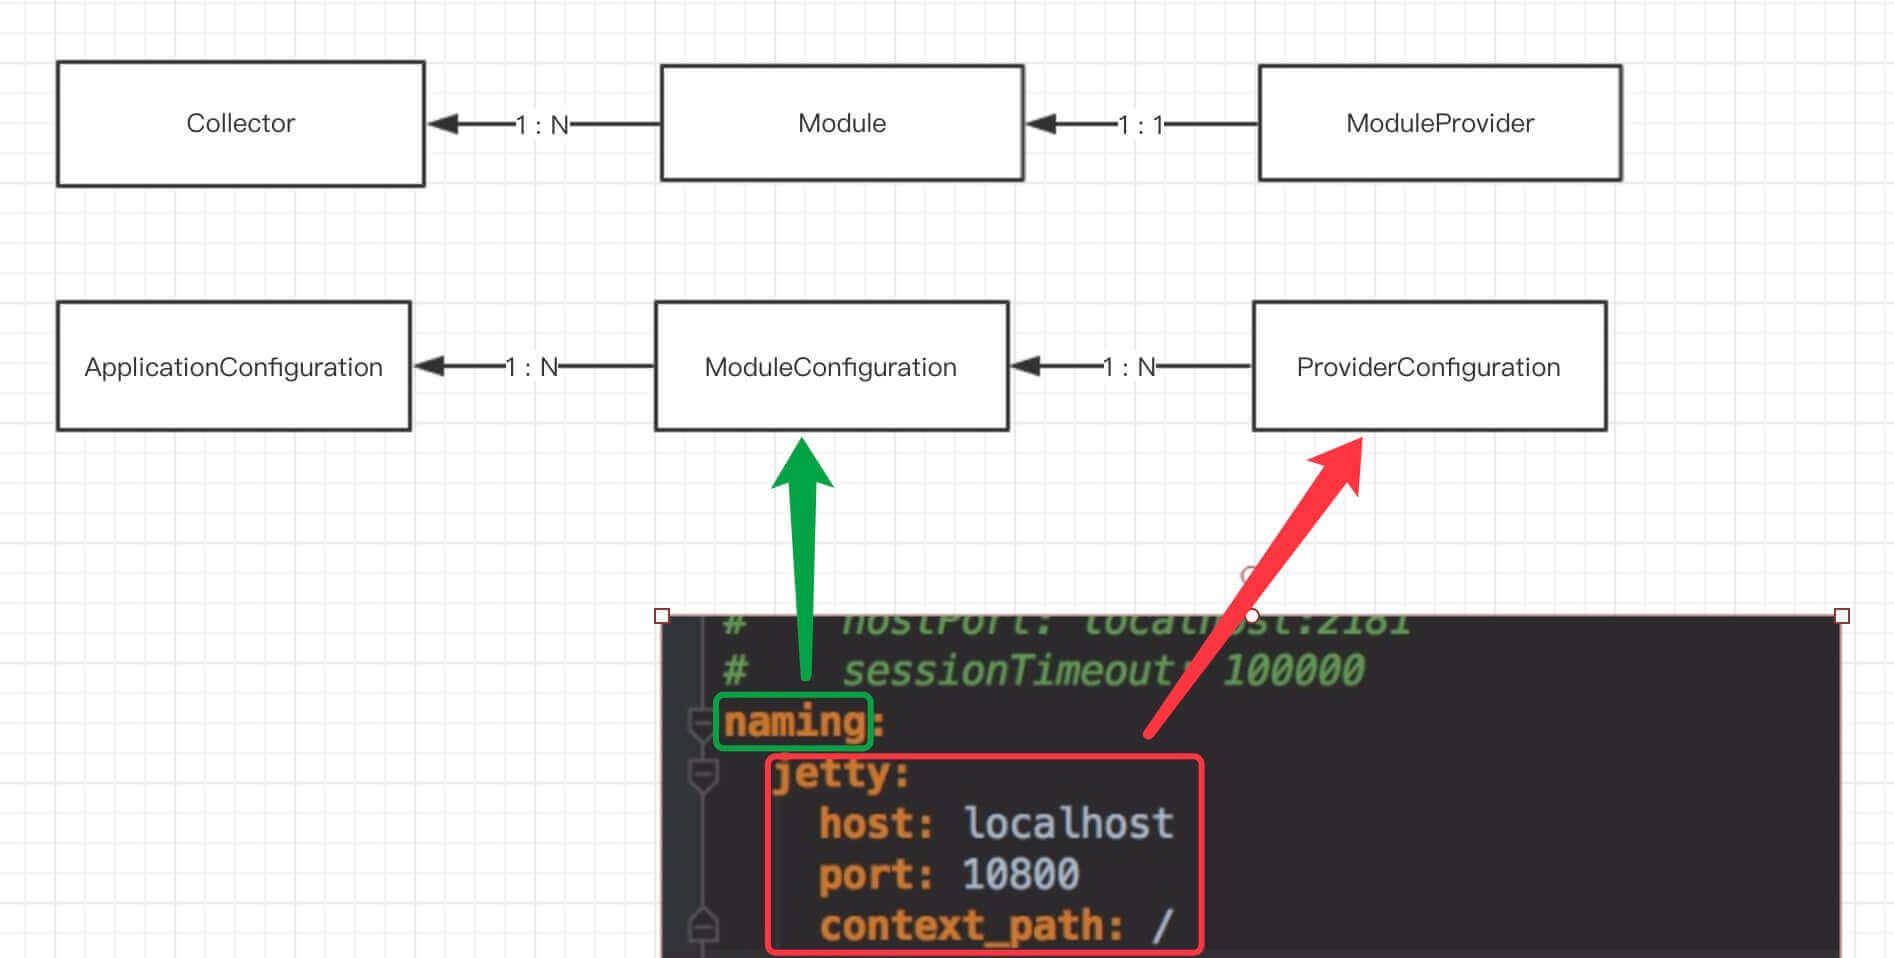 Collector
1 : N
Module
1 : 1
ModuleProvider
ApplicationConfiguration
1 : N
ModuleConfiguration
1 : N
ProviderConfiguration
# hostPort: localhost:2181
# sessionTimeout: 100000
naming:
jetty:
host: localhost
port: 10800
context_path: /